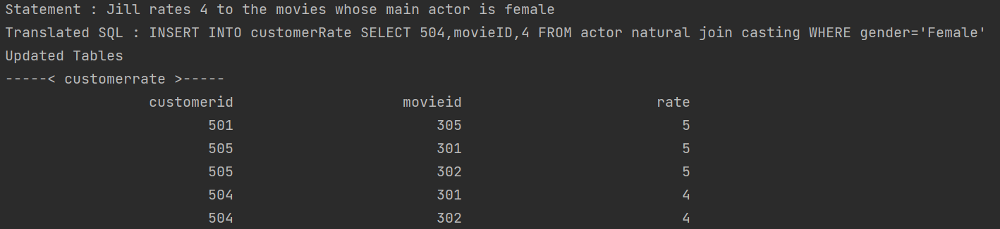 Statement : Jill rates 4 to the movies whose main actor is female
Translated SQL : INSERT INTO customerRate SELECT 504,movieID,4 FROM actor natural join casting WHERE gender='Female'
Updated Tables
-----< customerrate >-----
customerid movieid rate
501 305 5
505 301 5
505 302 5
504 301 4
504 302 4